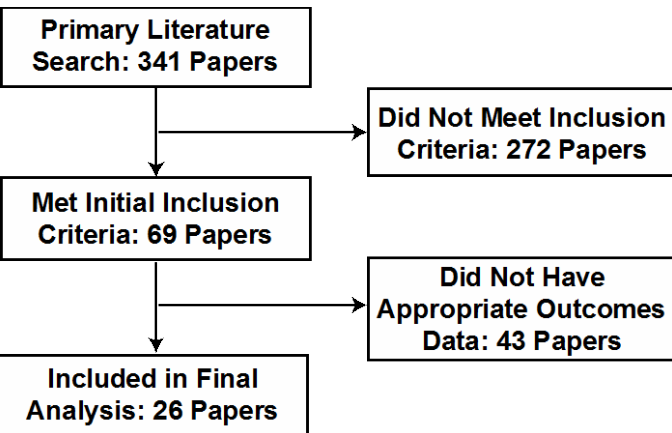 Primary Literature
Search: 341 Papers
Did Not Meet Inclusion
Criteria: 272 Papers
Met Initial Inclusion
Criteria: 69 Papers
Did Not Have
Appropriate Outcomes
Data: 43 Papers
Included in Final
Analysis: 26 Papers